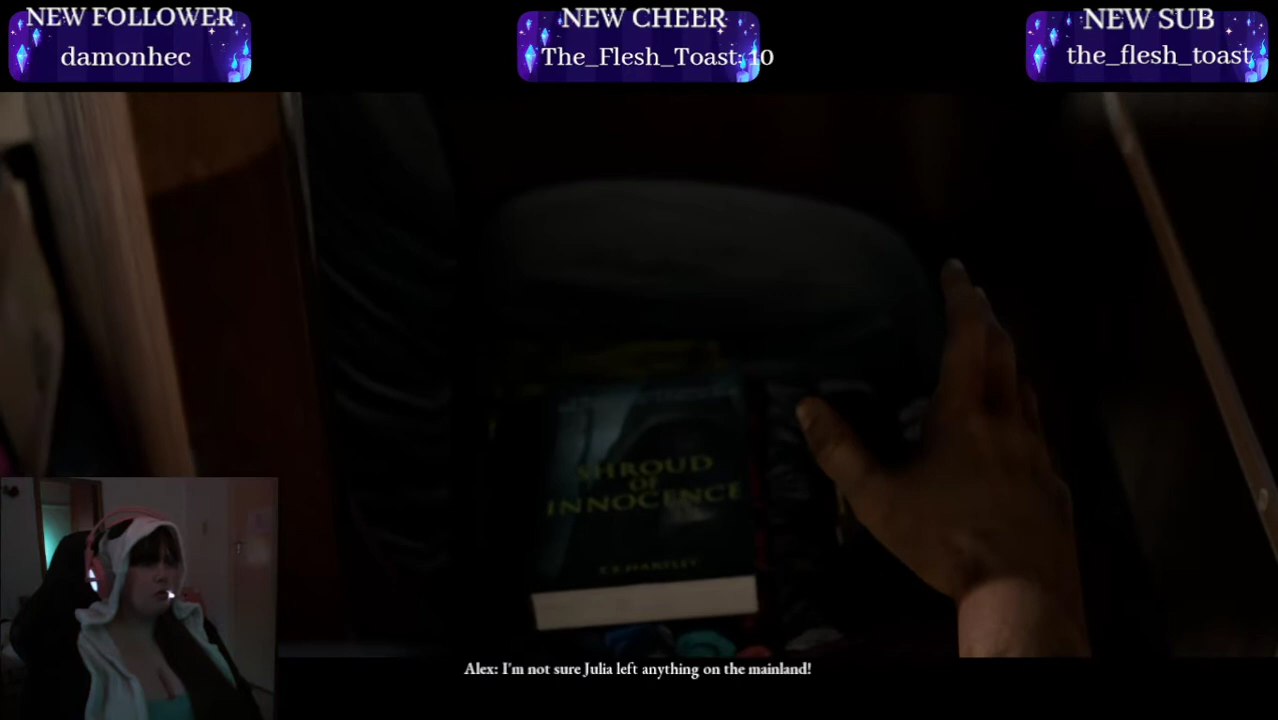 NEW FOLLOWER
damonhec
NEW CHEER
The_Flesh_Toast: 10
NEW SUB
the_flesh_toast
SHROUD
OF
INNOCENCE
Alex: I'm not sure Julia left anything on the mainland!